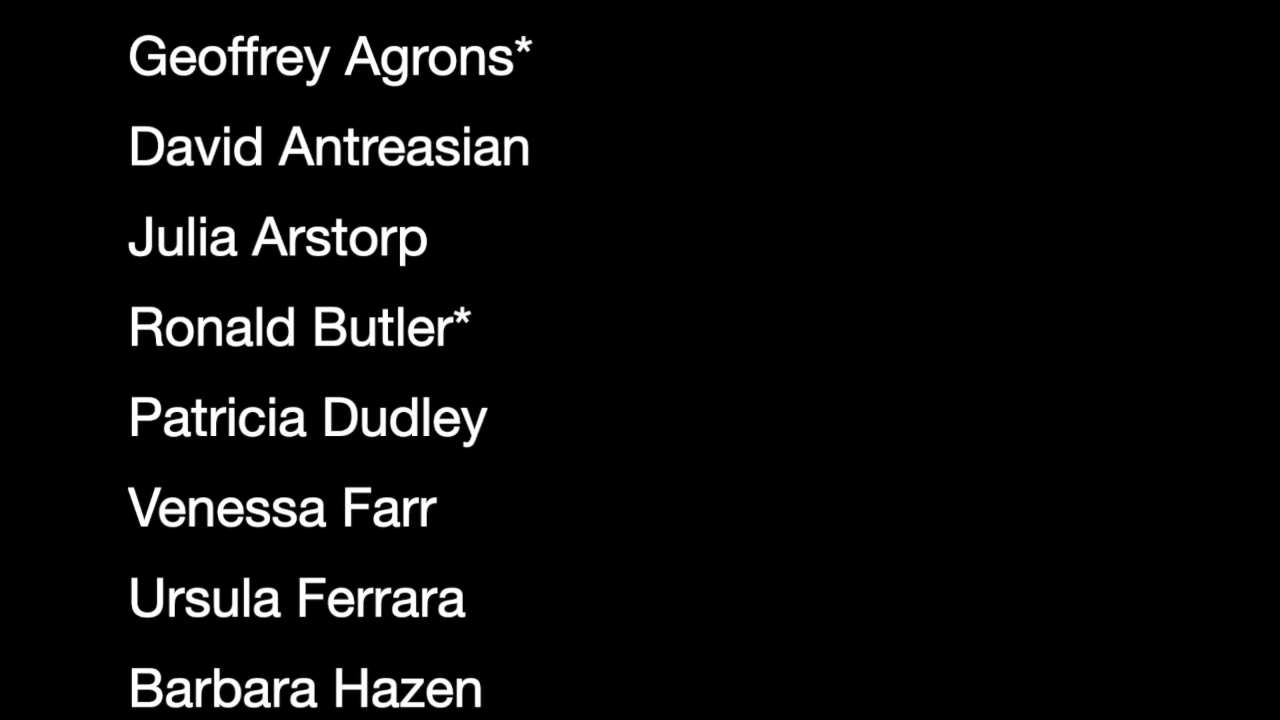 Geoffrey Agrons*
David Antreasian
Julia Arstorp
Ronald Butler*
Patricia Dudley
Venessa Farr
Ursula Ferrara
Barbara Hazen